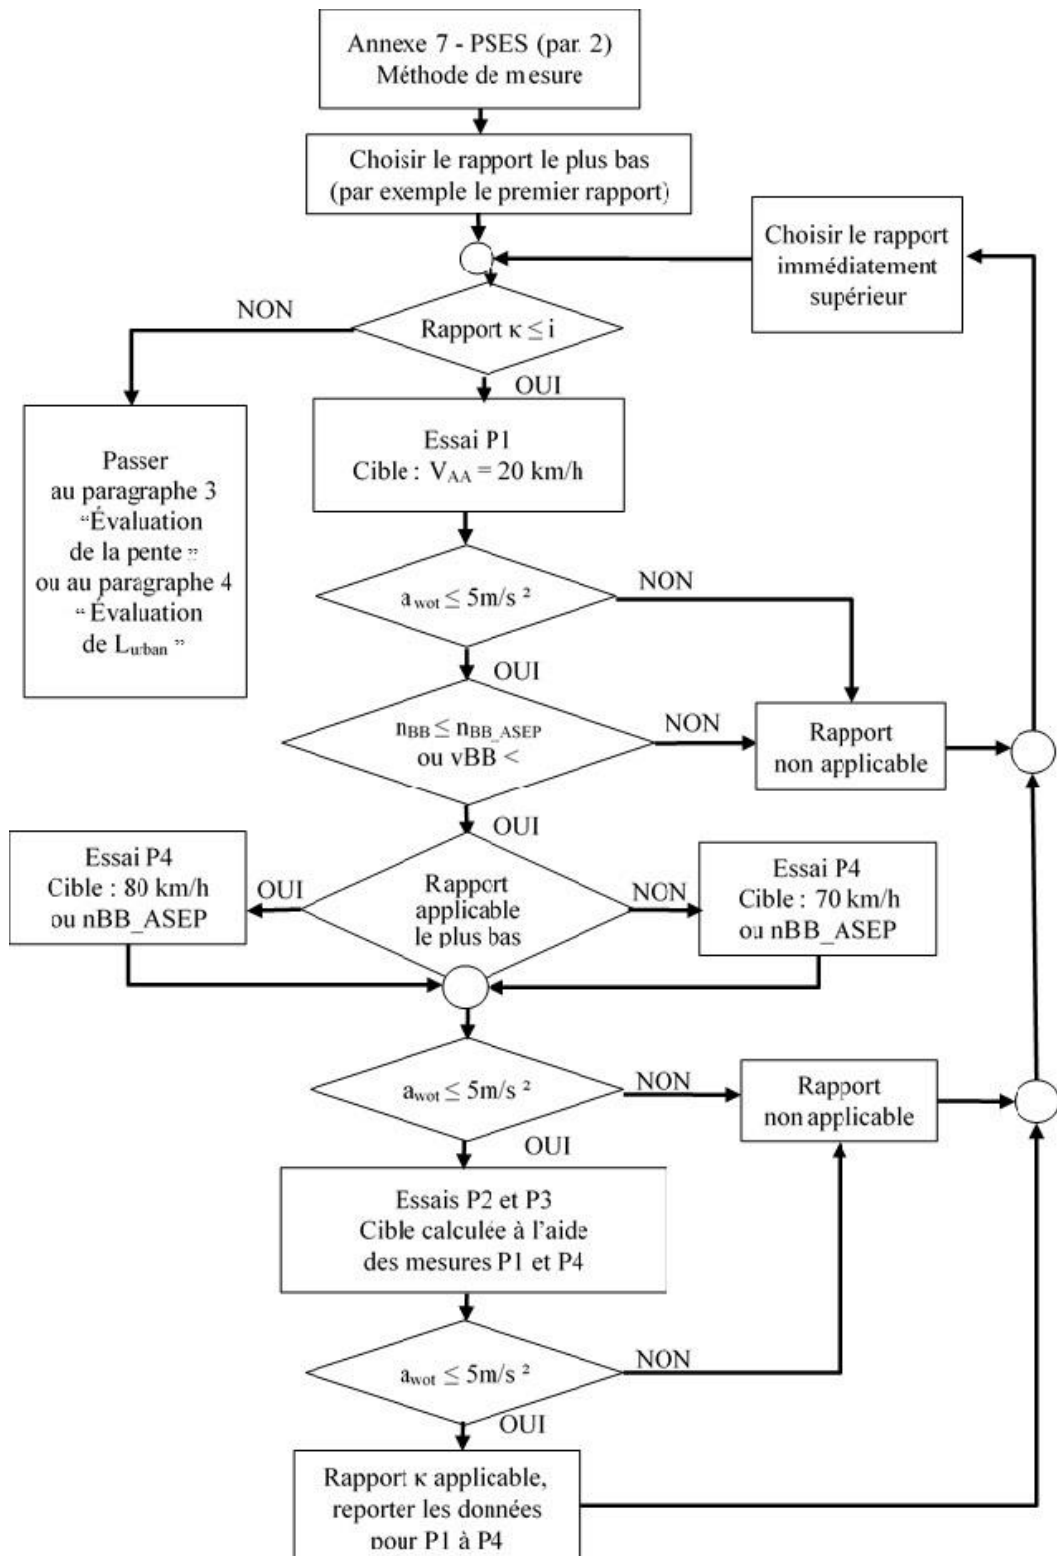 Annexe 7 - PSES (par. 2)
Méthode de mesure
Choisir le rapport le plus bas
(par exemple le premier rapport)
Choisir le rapport
immédiatement
supérieur
NON
Rapport κ ≤ i
OUI
Passer
au paragraphe 3
“Évaluation
de la pente”
ou au paragraphe 4
“Évaluation
de Lurban”
Essai P1
Cible : VAA = 20 km/h
awot ≤ 5m/s ²
NON
OUI
nBB ≤ nBB_ASEP
ou vBB <
NON
Rapport
non applicable
OUI
Essai P4
Cible : 80 km/h
ou nBB_ASEP
OUI
Rapport
applicable
le plus bas
NON
Essai P4
Cible : 70 km/h
ou nBB_ASEP
awot ≤ 5m/s ²
NON
Rapport
non applicable
OUI
Essais P2 et P3
Cible calculée à l’aide
des mesures P1 et P4
awot ≤ 5m/s ²
NON
OUI
Rapport κ applicable,
reporter les données
pour P1 à P4